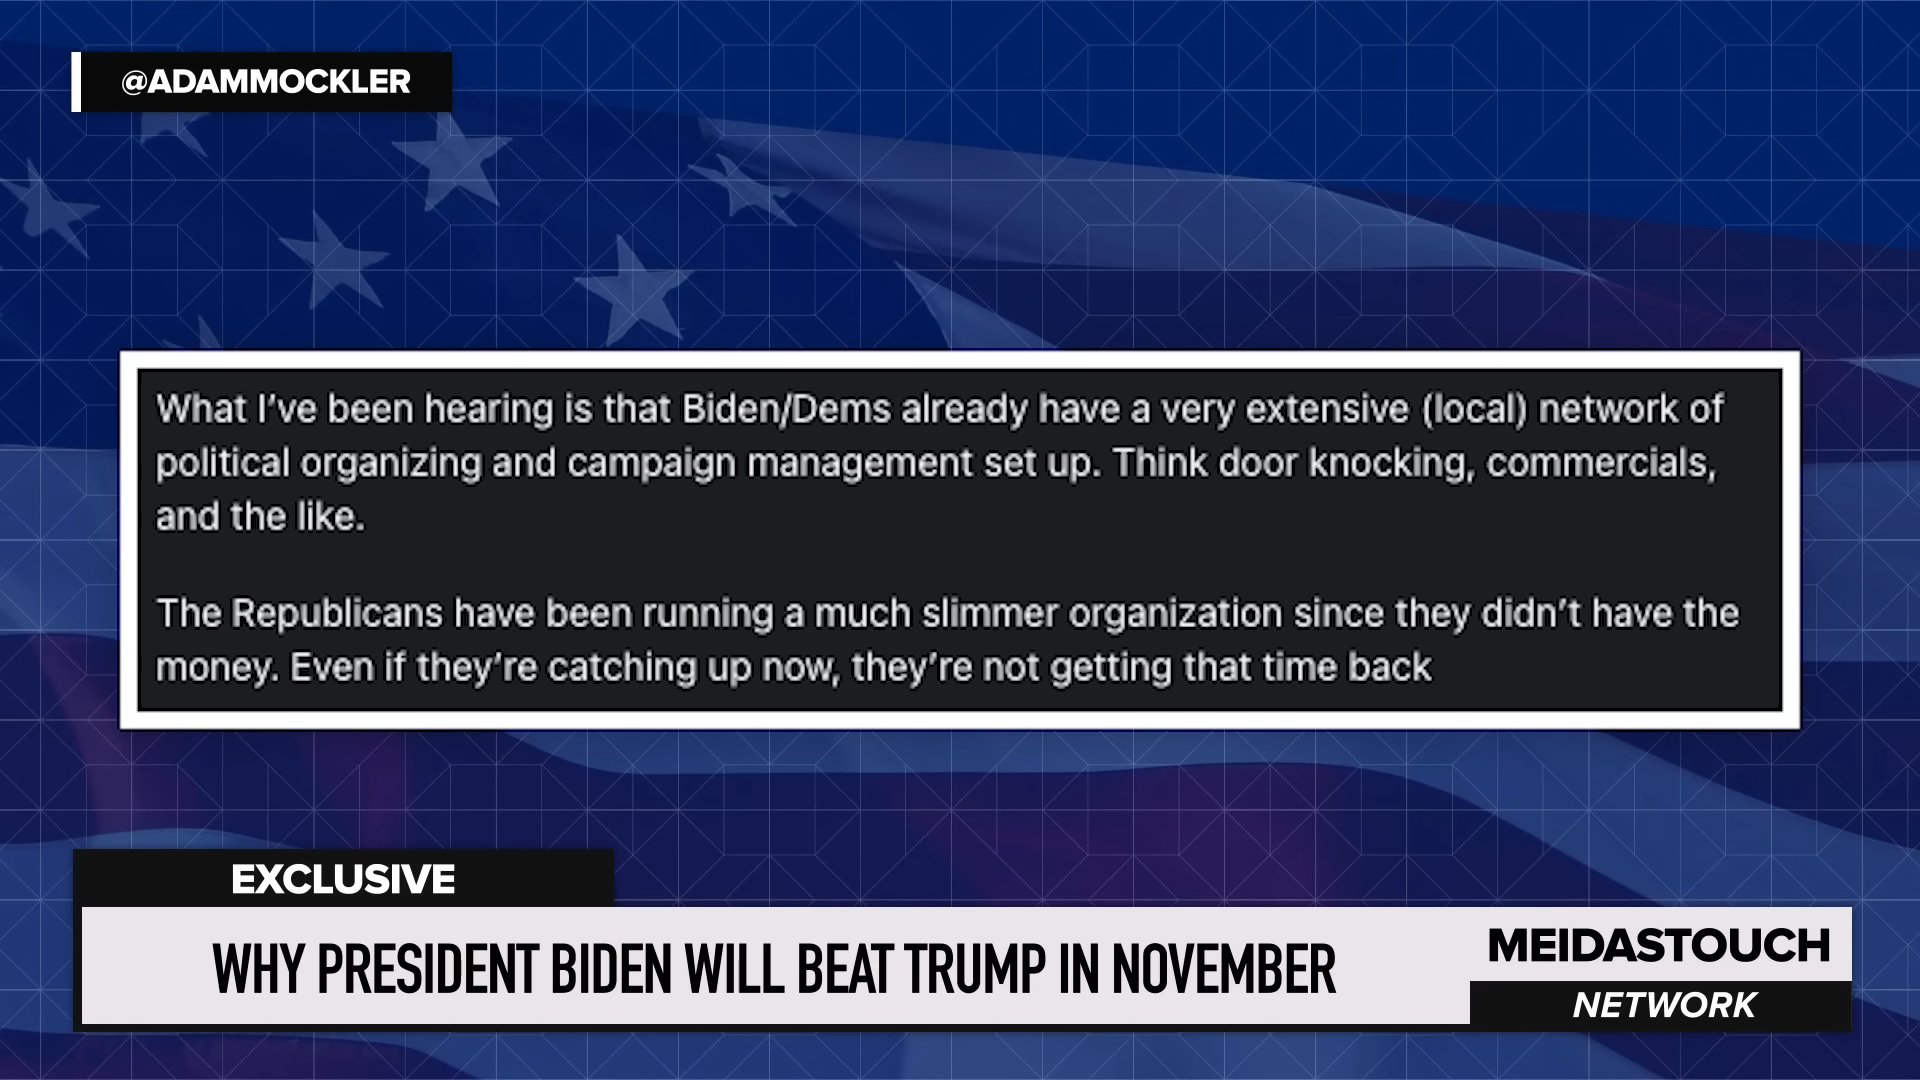 @ADAMMOCKLER
What I’ve been hearing is that Biden/Dems already have a very extensive (local) network of
political organizing and campaign management set up. Think door knocking, commercials,
and the like.
The Republicans have been running a much slimmer organization since they didn’t have the
money. Even if they’re catching up now, they’re not getting that time back
EXCLUSIVE
WHY PRESIDENT BIDEN WILL BEAT TRUMP IN NOVEMBER
MEIDASTOUCH
NETWORK